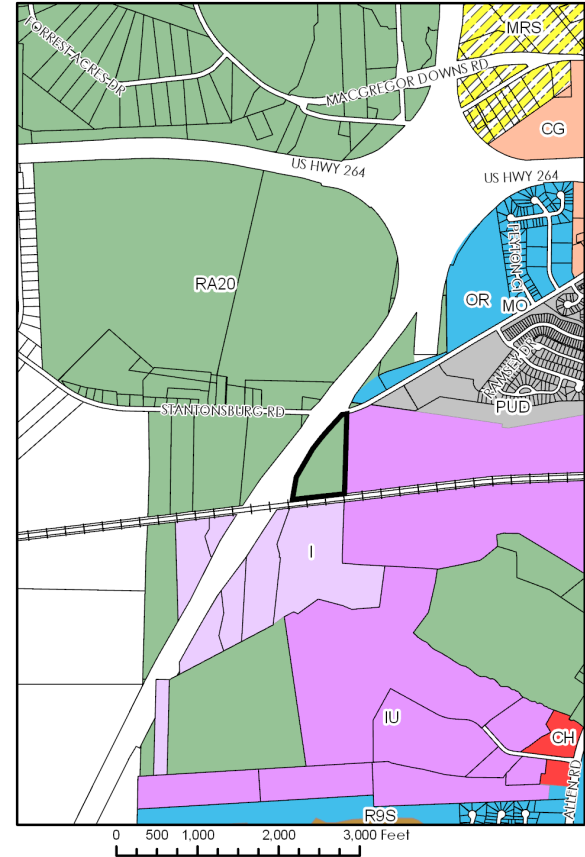 FORREST ACRES DR
MRS
MACGREGOR DOWNS RD
CG
US HWY 264
US HWY 264
PEYTON CI
RA20
OR
MO
STANTONSBURG RD
PUD
I
IU
CH
ALLEN RD
R9S
0 500 1,000 2,000 3,000 Feet